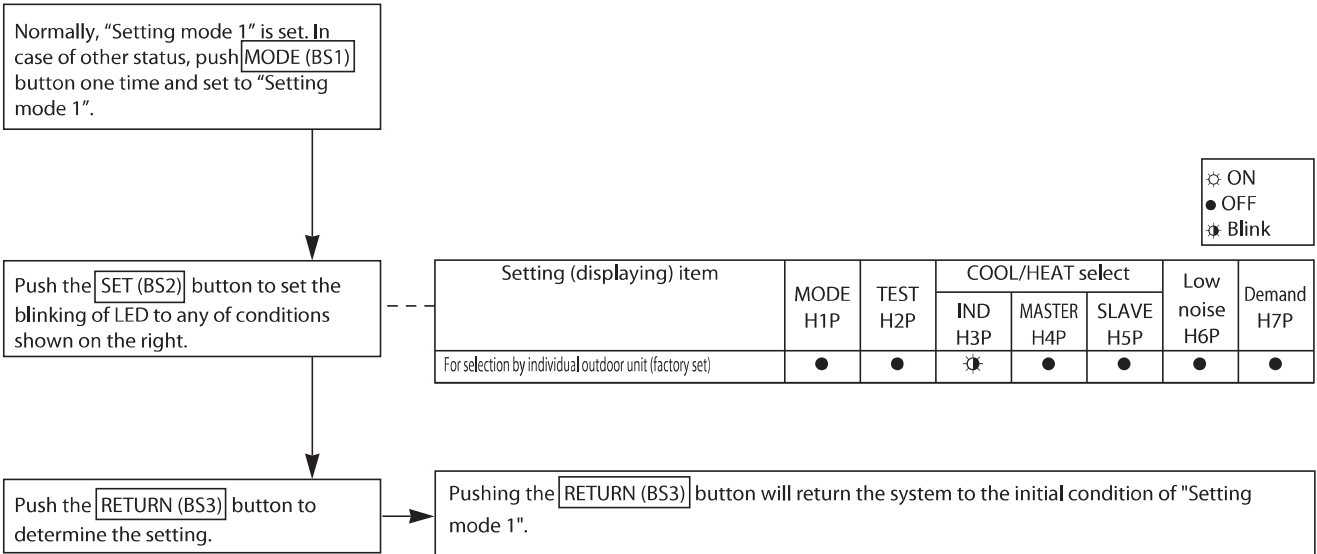 Normally, “Setting mode 1” is set. In
case of other status, push MODE (BS1)
button one time and set to “Setting
mode 1”.
ON
OFF
Blink
Push the SET (BS2) button to set the
blinking of LED to any of conditions
shown on the right.
Setting (displaying) item
MODE
H1P
TEST
H2P
COOL/HEAT select
IND
H3P
MASTER
H4P
SLAVE
H5P
Low
noise
H6P
Demand
H7P
For selection by individual outdoor unit (factory set)
Push the RETURN (BS3) button to
determine the setting.
Pushing the RETURN (BS3) button will return the system to the initial condition of "Setting
mode 1".